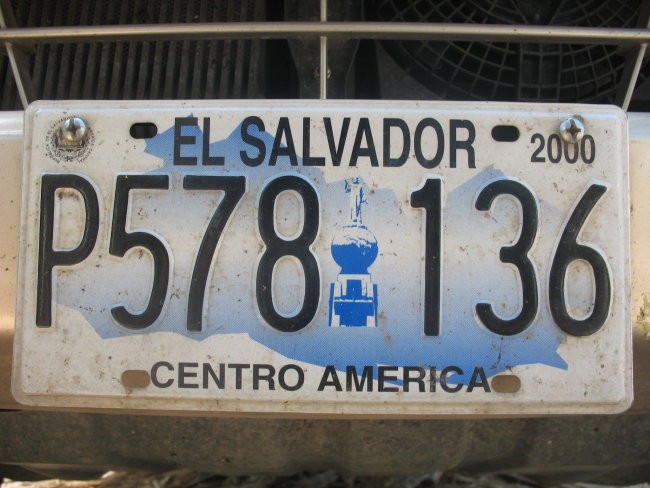 EL SALVADOR 2000
P578 136
CENTRO AMERICA